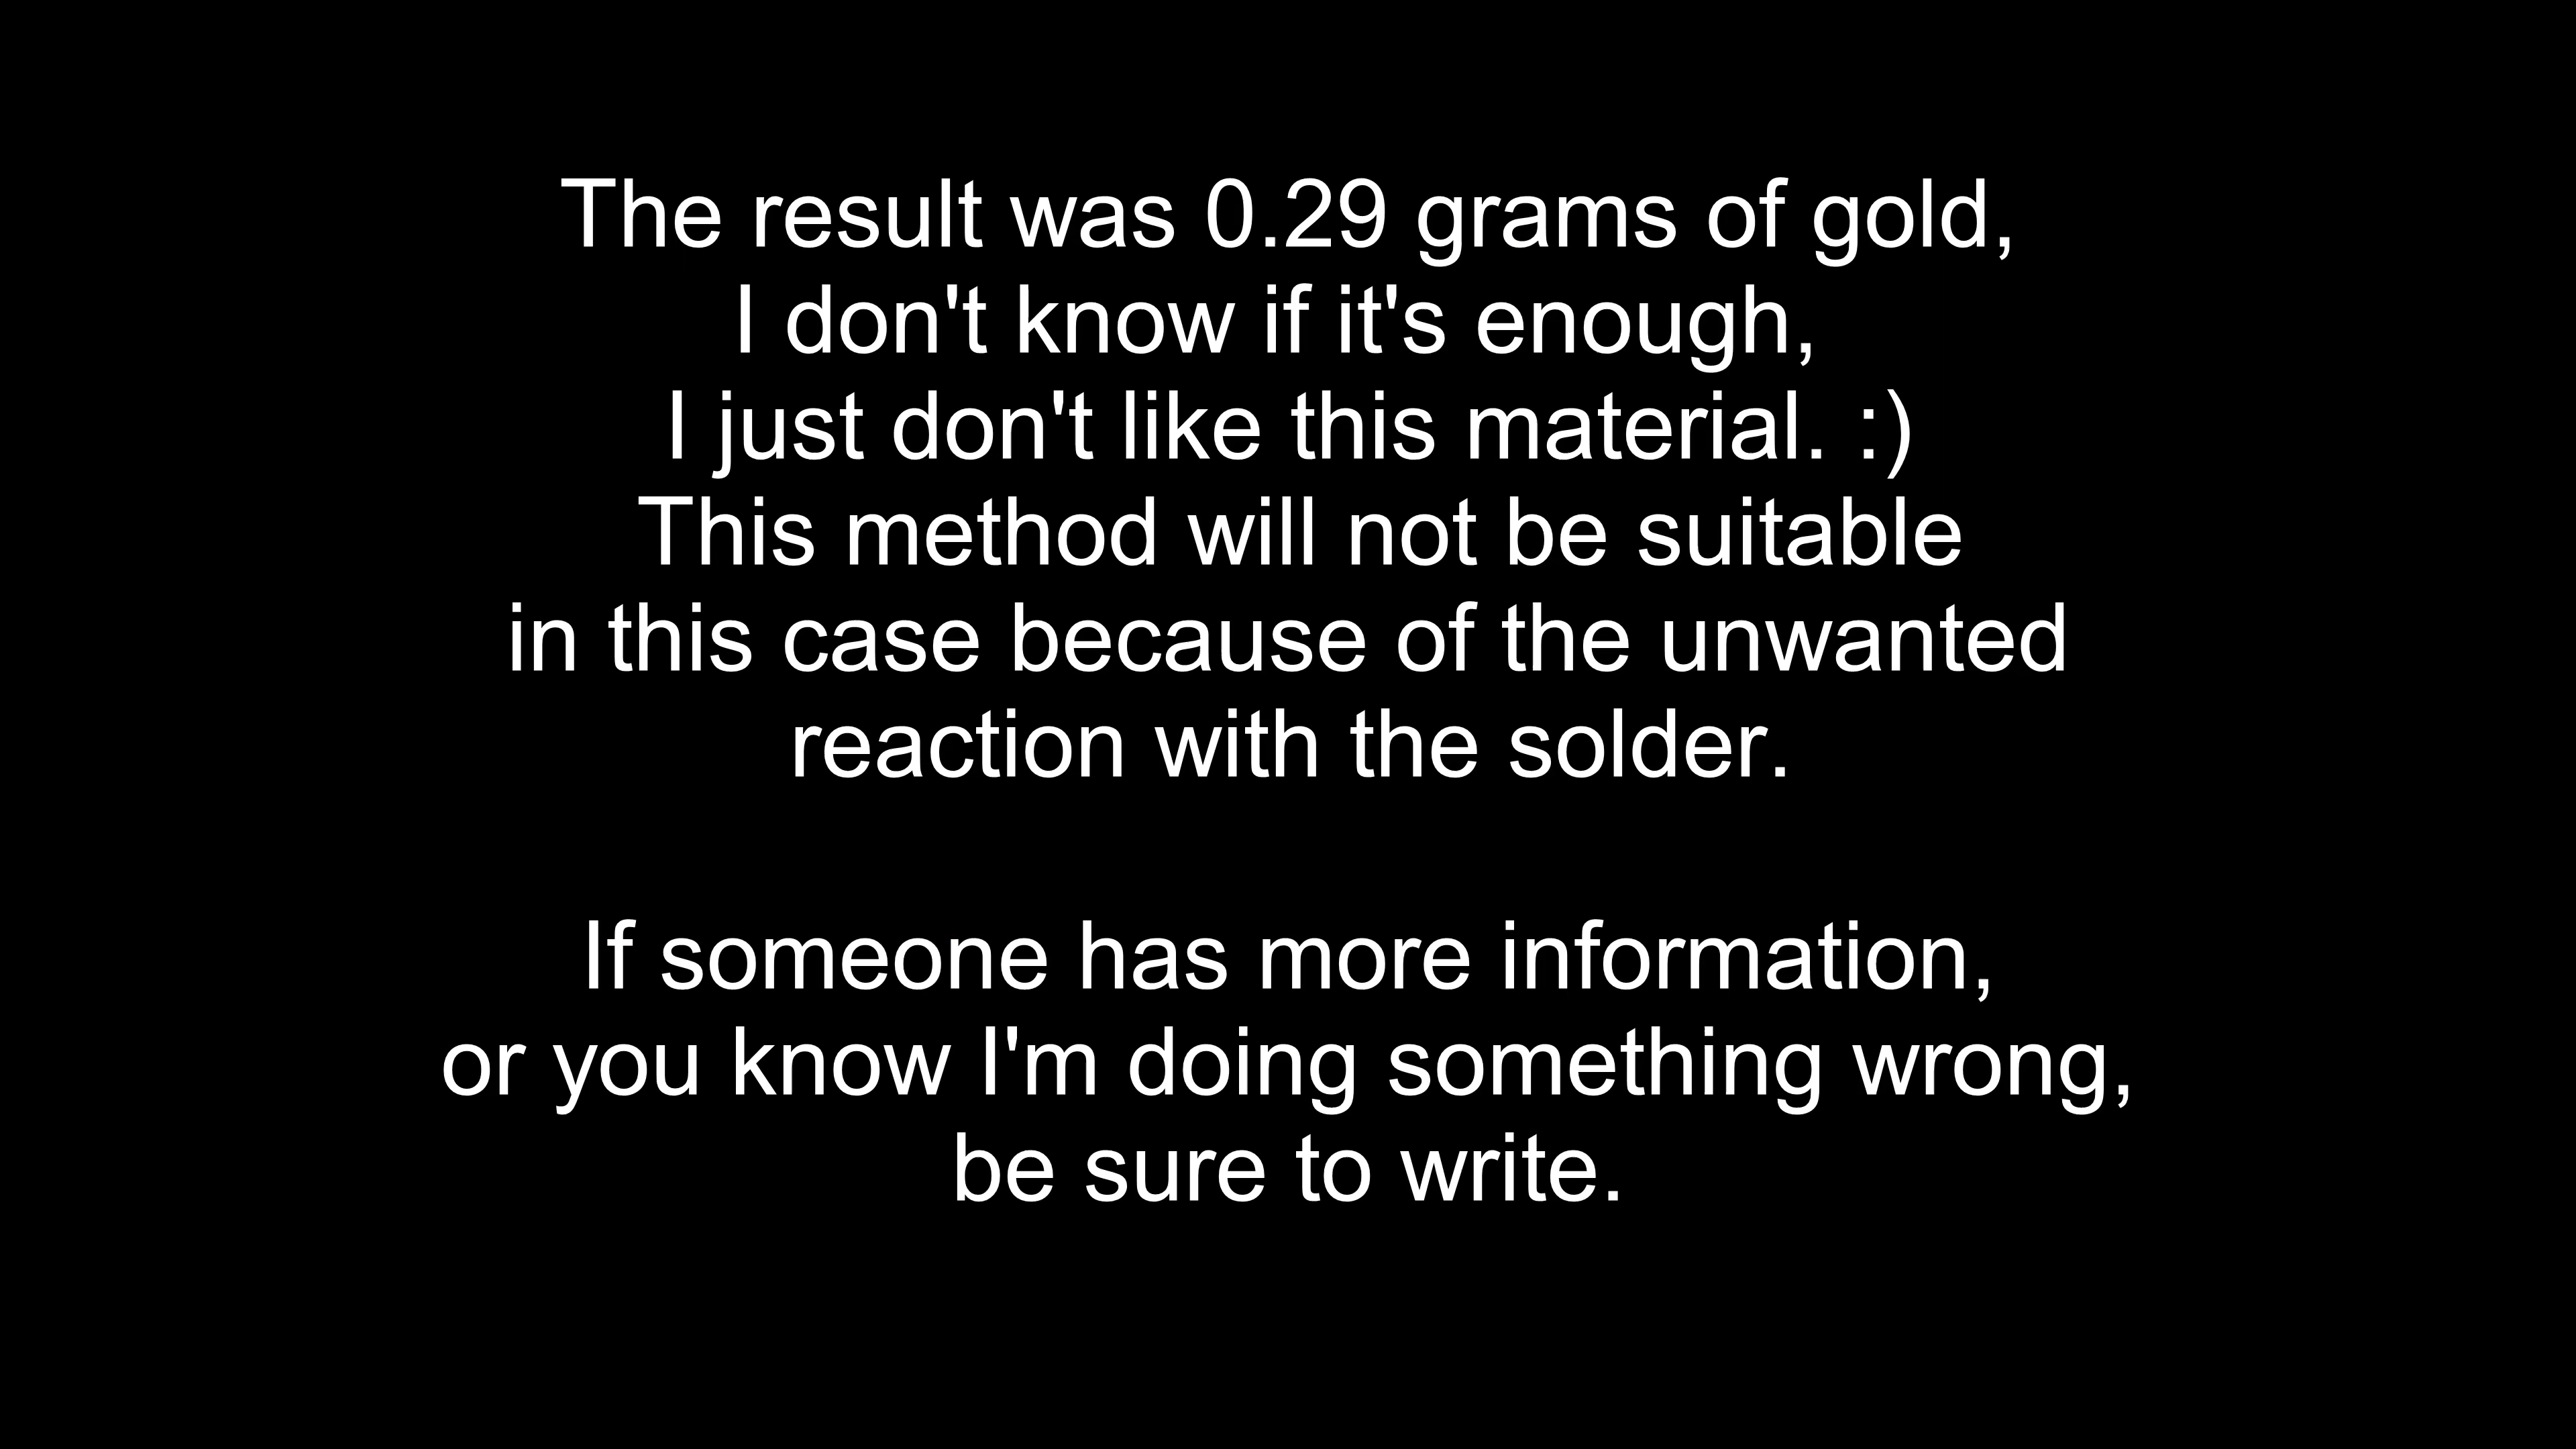 The result was 0.29 grams of gold,
I don't know if it's enough,
I just don't like this material. :)
This method will not be suitable
in this case because of the unwanted
reaction with the solder.
If someone has more information,
or you know I'm doing something wrong,
be sure to write.